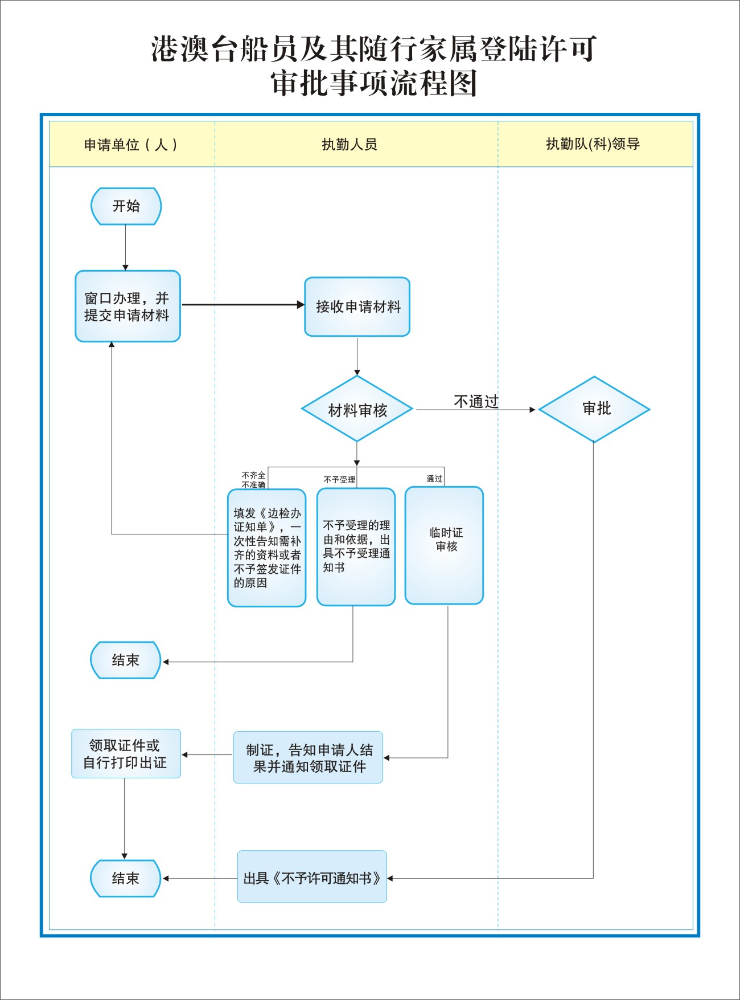 港澳台船员及其随行家属登陆许可
审批事项流程图
申请单位（人）
执勤人员
执勤队(科)领导
开始
窗口办理，并
提交申请材料
接收申请材料
材料审核
不通过
审批
不齐全
不准确
不予受理
通过
填发《边检办
证知单》，一
次性告知需补
齐的资料或者
不予签发证件
的原因
不予受理的理
由和依据，出
具不予受理通
知书
临时证
审核
结束
领取证件或
自行打印出证
制证，告知申请人结
果并通知领取证件
结束
出具《不予许可通知书》